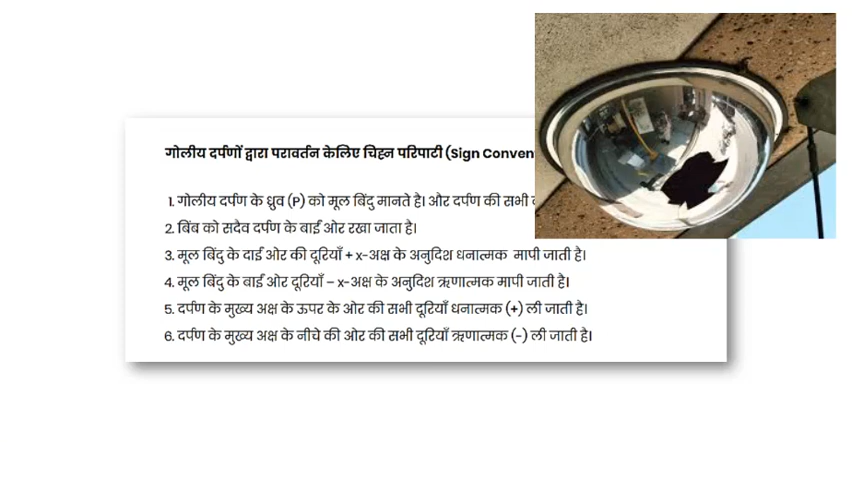 गोलीय दर्पणों द्वारा परावर्तन केलिए चिह्न परिपाटी (Sign Conven
1. गोलीय दर्पण के ध्रुव (P) को मूल बिंदु मानते है। और दर्पण की सभी
2. बिंब को सदैव दर्पण के बाईं ओर रखा जाता है।
3. मूल बिंदु के दाईं ओर की दूरियाँ + x-अक्ष के अनुदिश धनात्मक मापी जाती है।
4. मूल बिंदु के बाईं ओर दूरियाँ – x-अक्ष के अनुदिश ऋणात्मक मापी जाती है।
5. दर्पण के मुख्य अक्ष के ऊपर के ओर की सभी दूरियाँ धनात्मक (+) ली जाती है।
6. दर्पण के मुख्य अक्ष के नीचे की ओर की सभी दूरियाँ ऋणात्मक (-) ली जाती है।